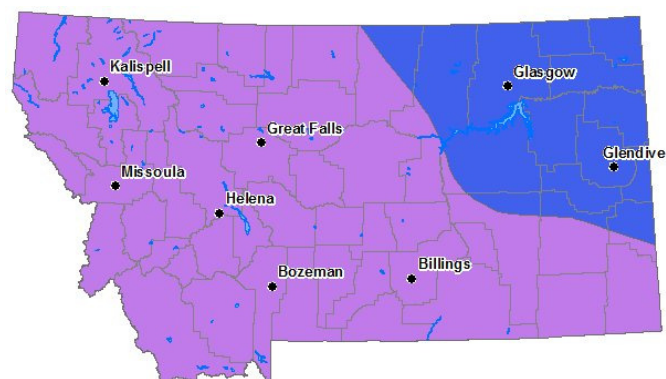 Kalispell
Glasgow
Great Falls
Glendive
Missoula
Helena
Bozeman
Billings